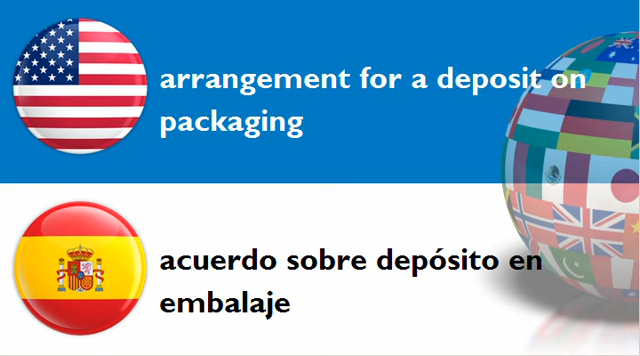 arrangement for a deposit on
packaging
acuerdo sobre depósito en
embalaje